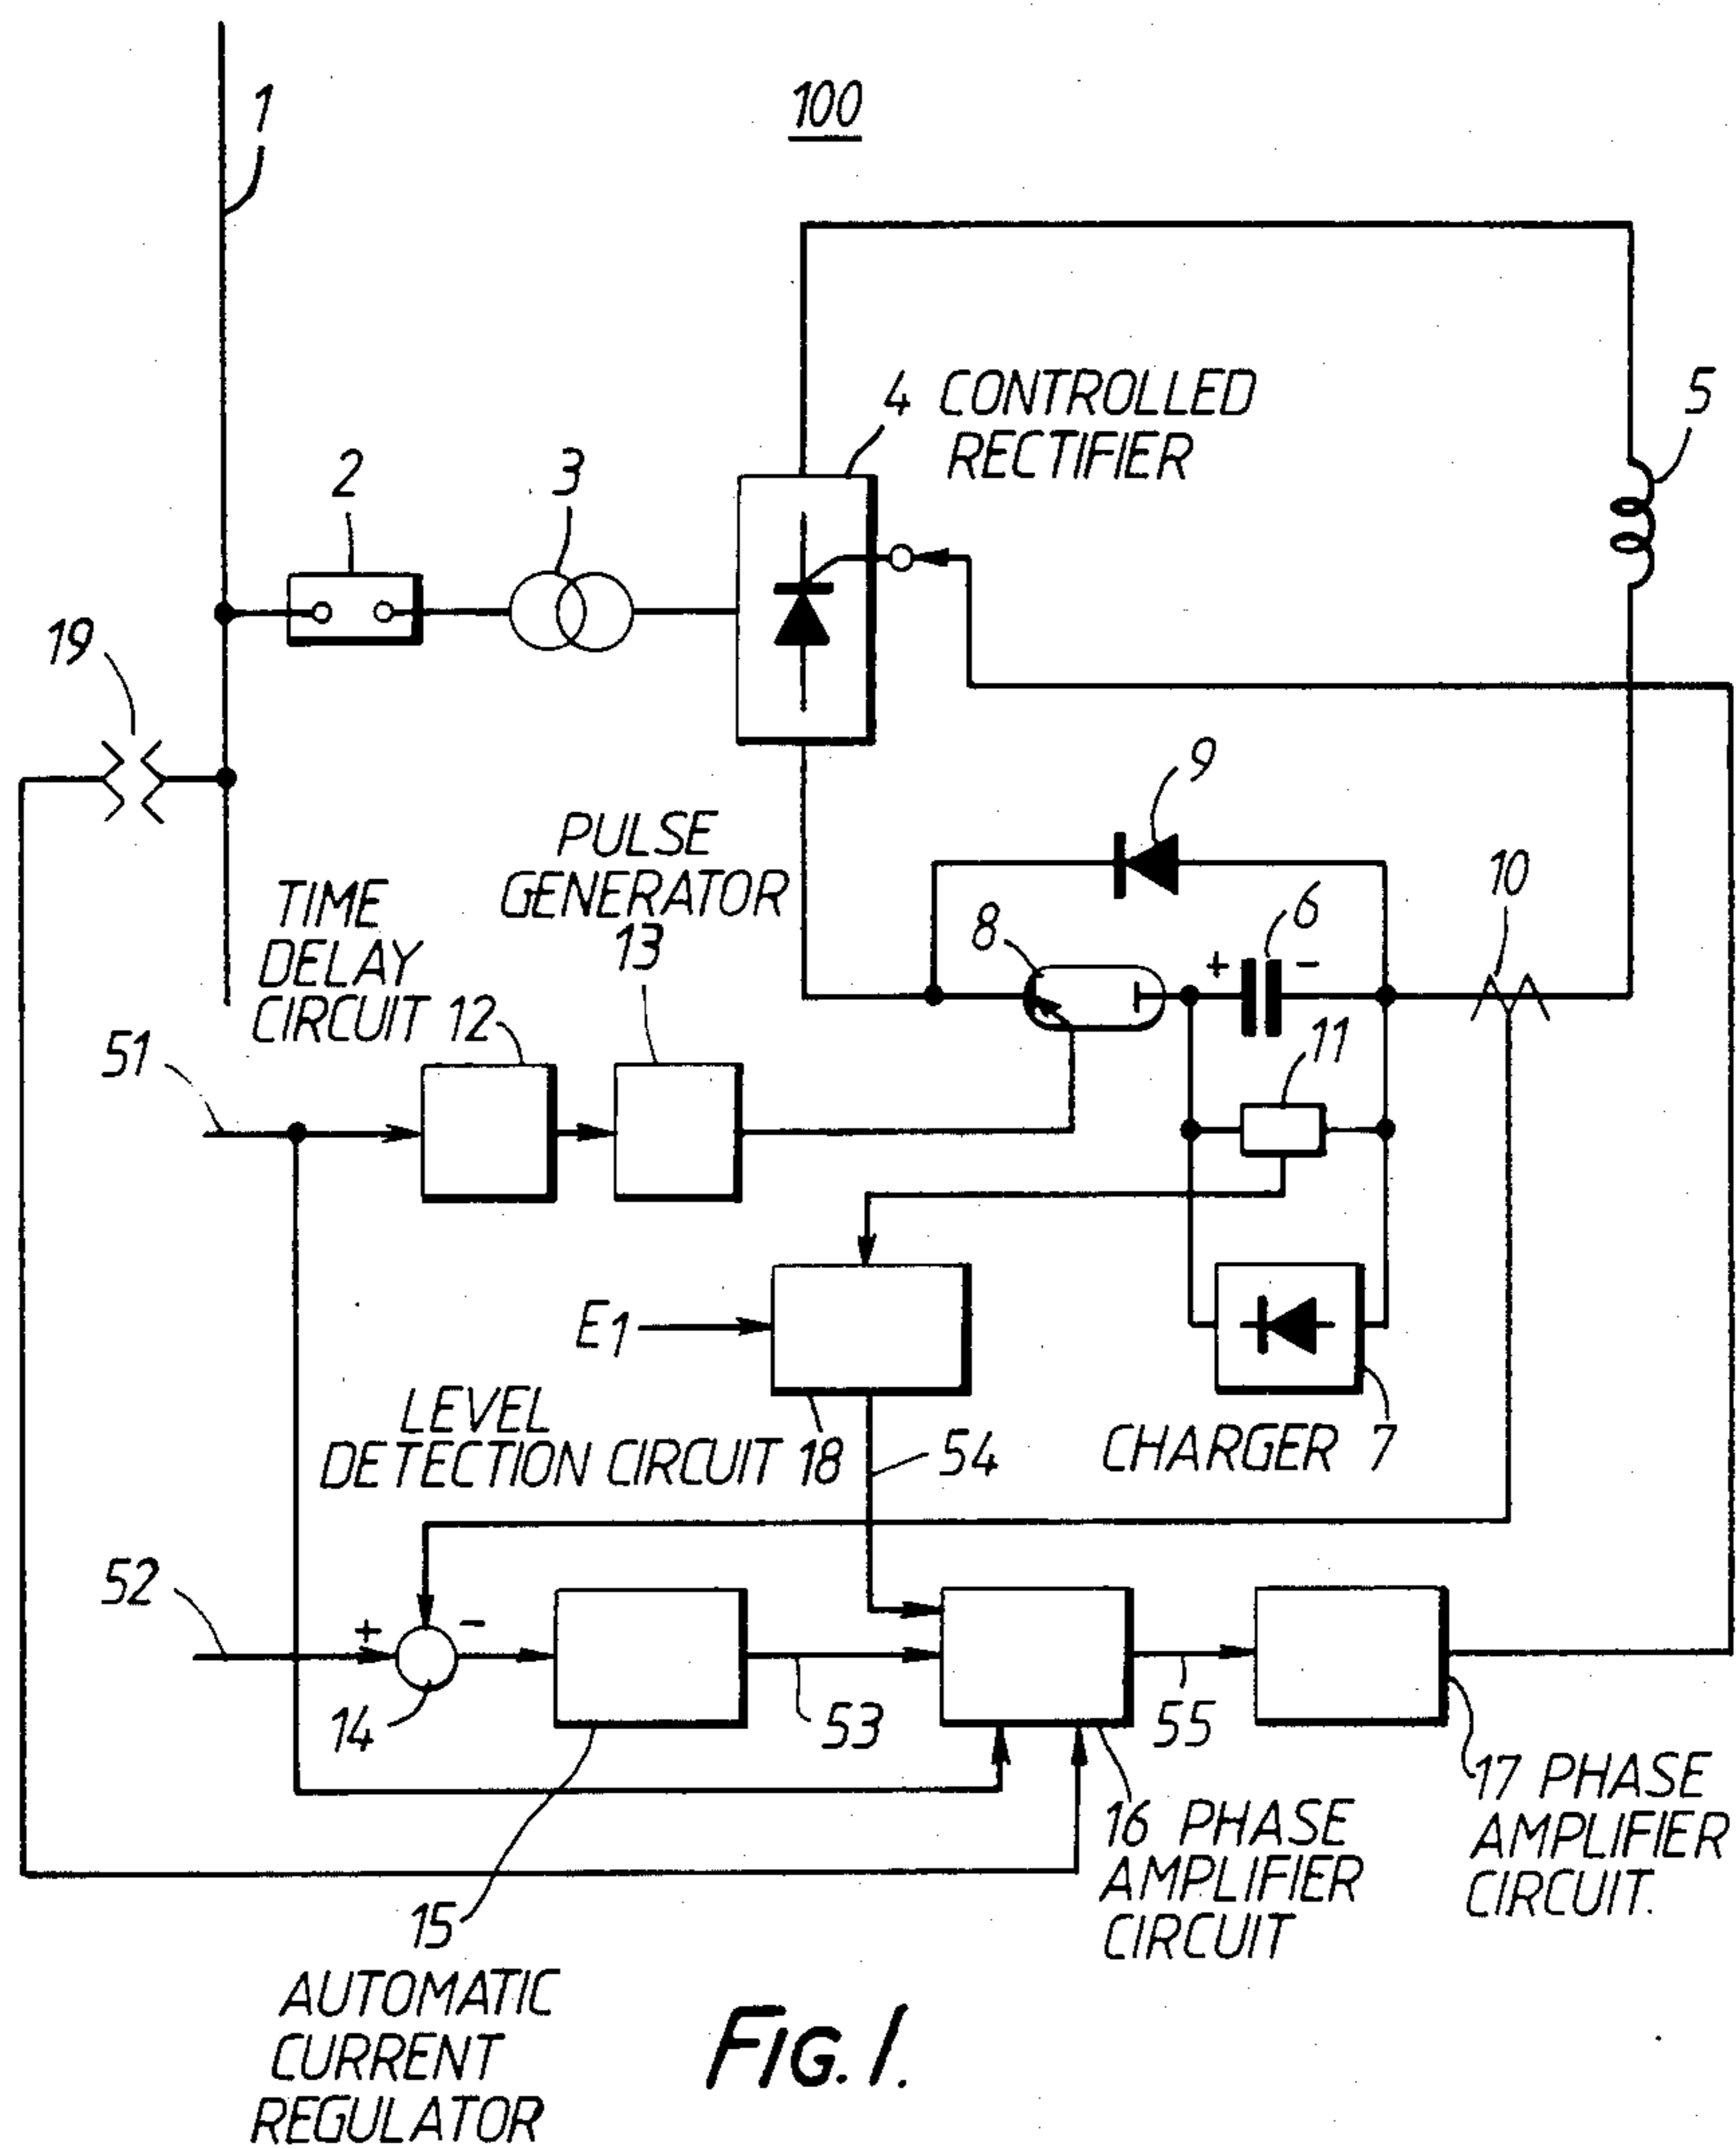 100
1
4 CONTROLLED
RECTIFIER
5
2
3
19
9
PULSE
GENERATOR
13
TIME
DELAY
CIRCUIT 12
8
+ 6 -
10
11
51
E1
LEVEL
DETECTION CIRCUIT 18
54
CHARGER 7
52
+ -
14
53
55
15
AUTOMATIC
CURRENT
REGULATOR
16 PHASE
AMPLIFIER
CIRCUIT
17 PHASE
AMPLIFIER
CIRCUIT.
FIG. 1.